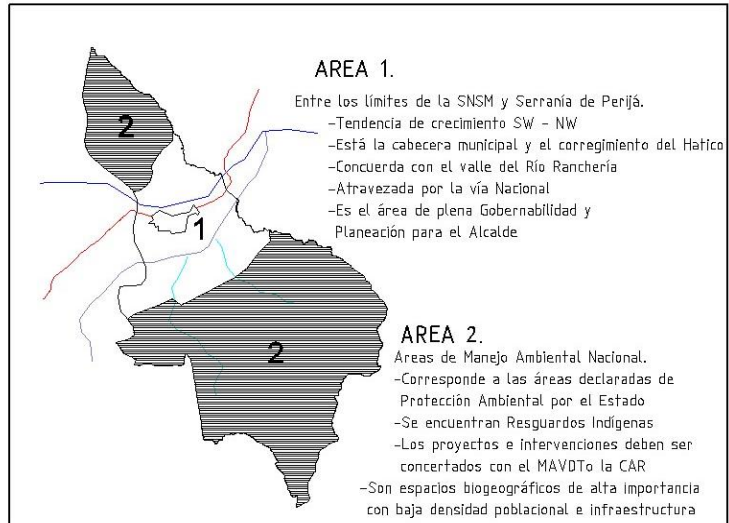 AREA 1.
Entre los límites de la SNSM y Serranía de Perijá.
-Tendencia de crecimiento SW - NW
-Está la cabecera municipal y el corregimiento del Hatico
-Concuerda con el valle del Río Ranchería
-Atravezada por la vía Nacional
-Es el área de plena Gobernabilidad y
Planeación para el Alcalde
2
1
2
AREA 2.
Areas de Manejo Ambiental Nacional.
-Corresponde a las áreas declaradas de
Protección Ambiental por el Estado
-Se encuentran Resguardos Indígenas
-Los proyectos e intervenciones deben ser
concertados con el MAVDTo la CAR
-Son espacios biogeográficos de alta importancia
con baja densidad poblacional e infraestructura